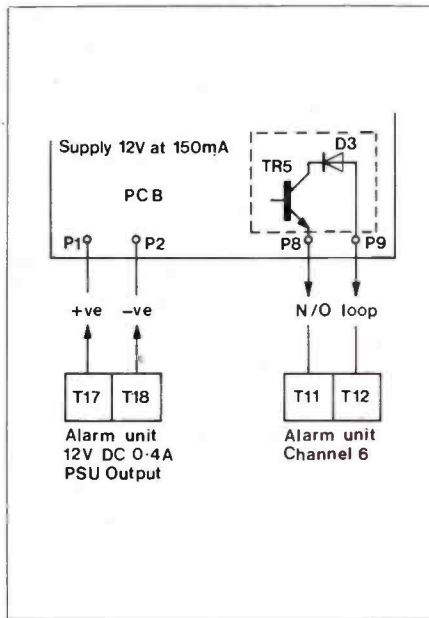 Supply 12V at 150mA
D3
TR5
PCB
P1 P2 P8 P9
+ve -ve N/O loop
T17 T18 T11 T12
Alarm unit
12V DC 0·4A
PSU Output
Alarm unit
Channel 6